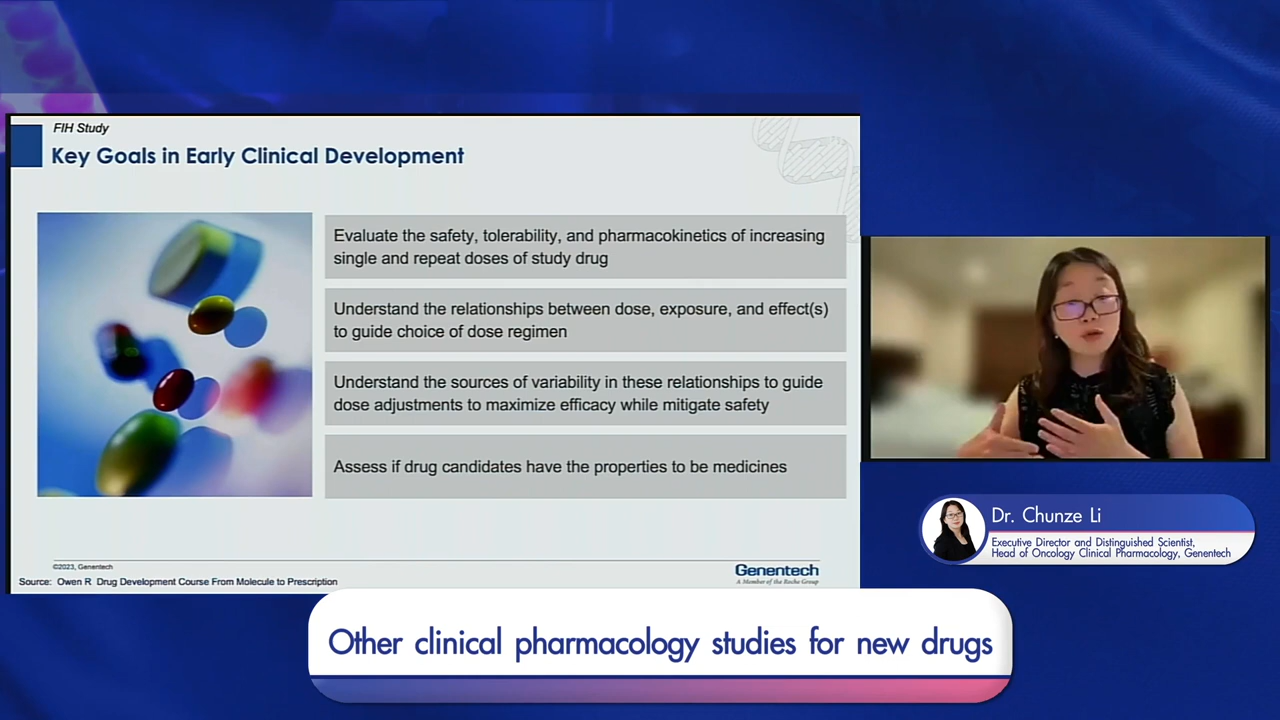 FIH Study
Key Goals in Early Clinical Development
Evaluate the safety, tolerability, and pharmacokinetics of increasing
single and repeat doses of study drug
Understand the relationships between dose, exposure, and effect(s)
to guide choice of dose regimen
Understand the sources of variability in these relationships to guide
dose adjustments to maximize efficacy while mitigate safety
Assess if drug candidates have the properties to be medicines
©2023, Genentech
Source: Owen R Drug Development Course From Molecule to Prescription
Genentech
A Member of the Roche Group
Dr. Chunze Li
Executive Director and Distinguished Scientist,
Head of Oncology Clinical Pharmacology, Genentech
Other clinical pharmacology studies for new drugs